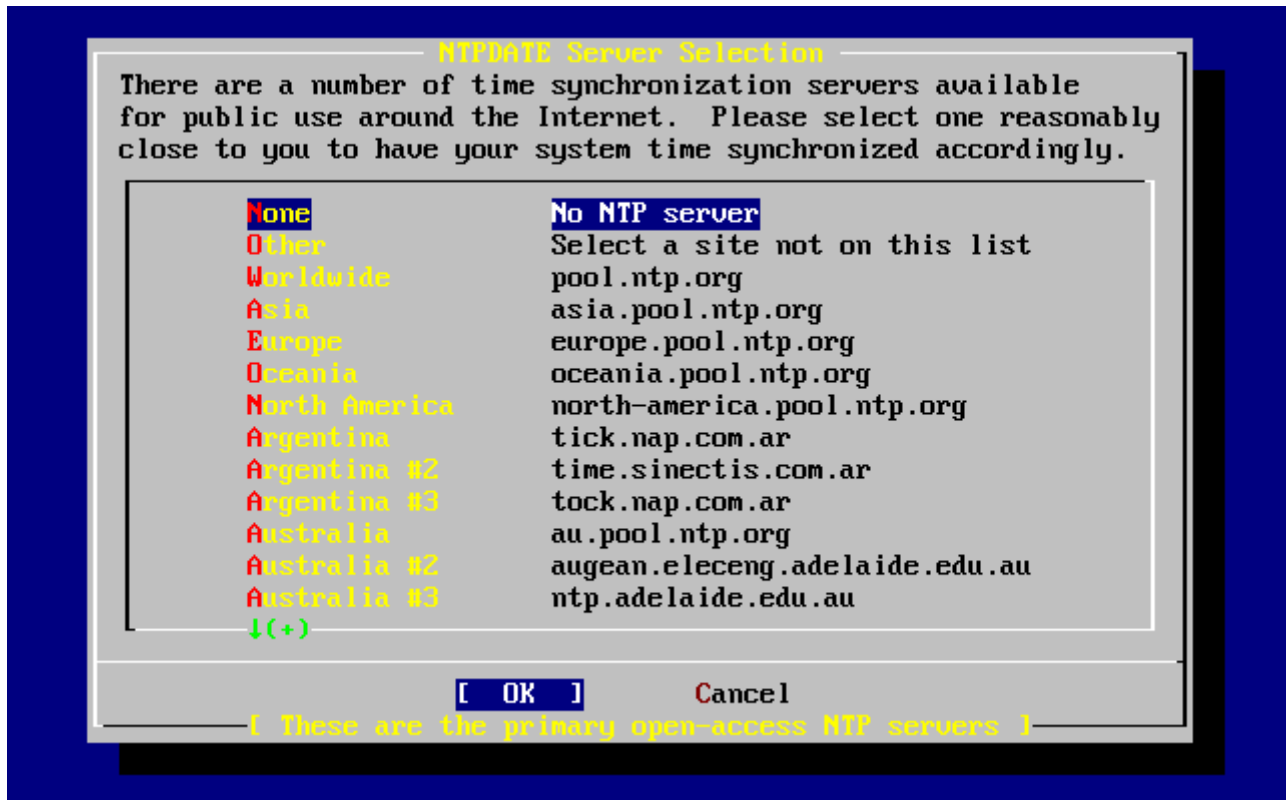 NTPDATE Server Selection
There are a number of time synchronization servers available
for public use around the Internet.  Please select one reasonably
close to you to have your system time synchronized accordingly.
None No NTP server
Other Select a site not on this list
Worldwide pool.ntp.org
Asia asia.pool.ntp.org
Europe europe.pool.ntp.org
Oceania oceania.pool.ntp.org
North America north-america.pool.ntp.org
Argentina tick.nap.com.ar
Argentina #2 time.sinectis.com.ar
Argentina #3 tock.nap.com.ar
Australia au.pool.ntp.org
Australia #2 augean.eleceng.adelaide.edu.au
Australia #3 ntp.adelaide.edu.au
↓(+)
[  OK  ] Cancel
[ These are the primary open-access NTP servers ]